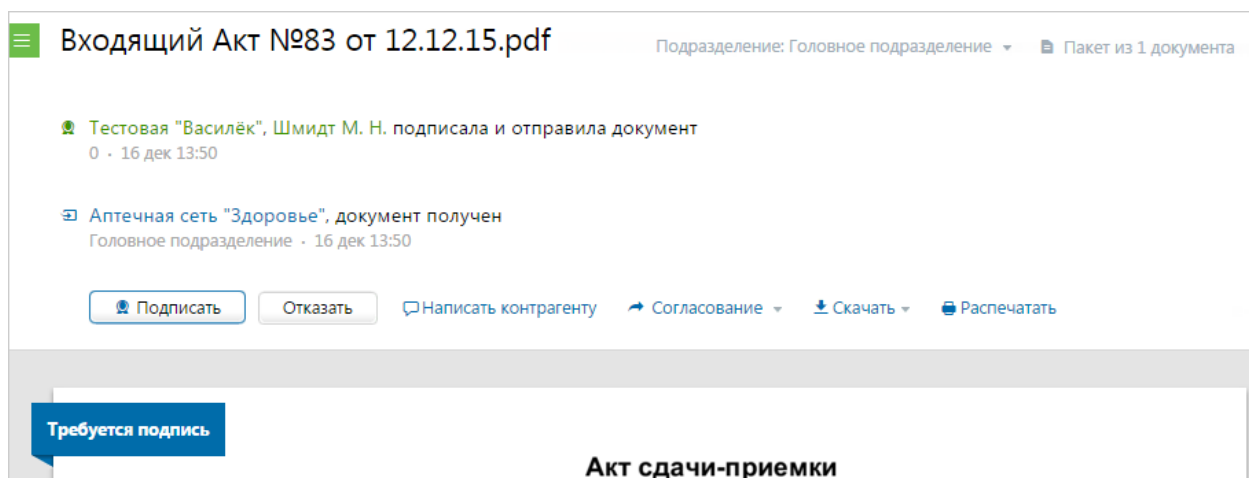 Входящий Акт №83 от 12.12.15.pdf
Подразделение: Головное подразделение
Пакет из 1 документа
Тестовая "Василёк", Шмидт М. Н. подписала и отправила документ
0 · 16 дек 13:50
Аптечная сеть "Здоровье", документ получен
Головное подразделение · 16 дек 13:50
Подписать Отказать Написать контрагенту Согласование Скачать Распечатать
Требуется подпись
Акт сдачи-приемки